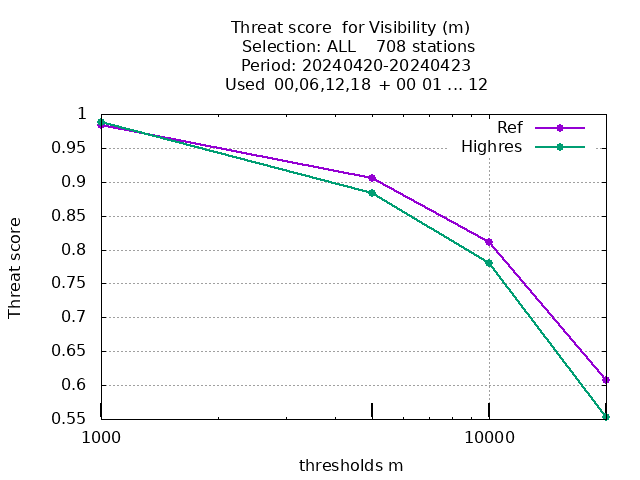 Threat score  for Visibility (m)
Selection: ALL    708 stations
Period: 20240420-20240423
Used  00,06,12,18 + 00 01 ... 12
Ref
Highres
1
0.95
0.9
0.85
0.8
0.75
0.7
0.65
0.6
0.55
Threat score
1000
10000
thresholds m